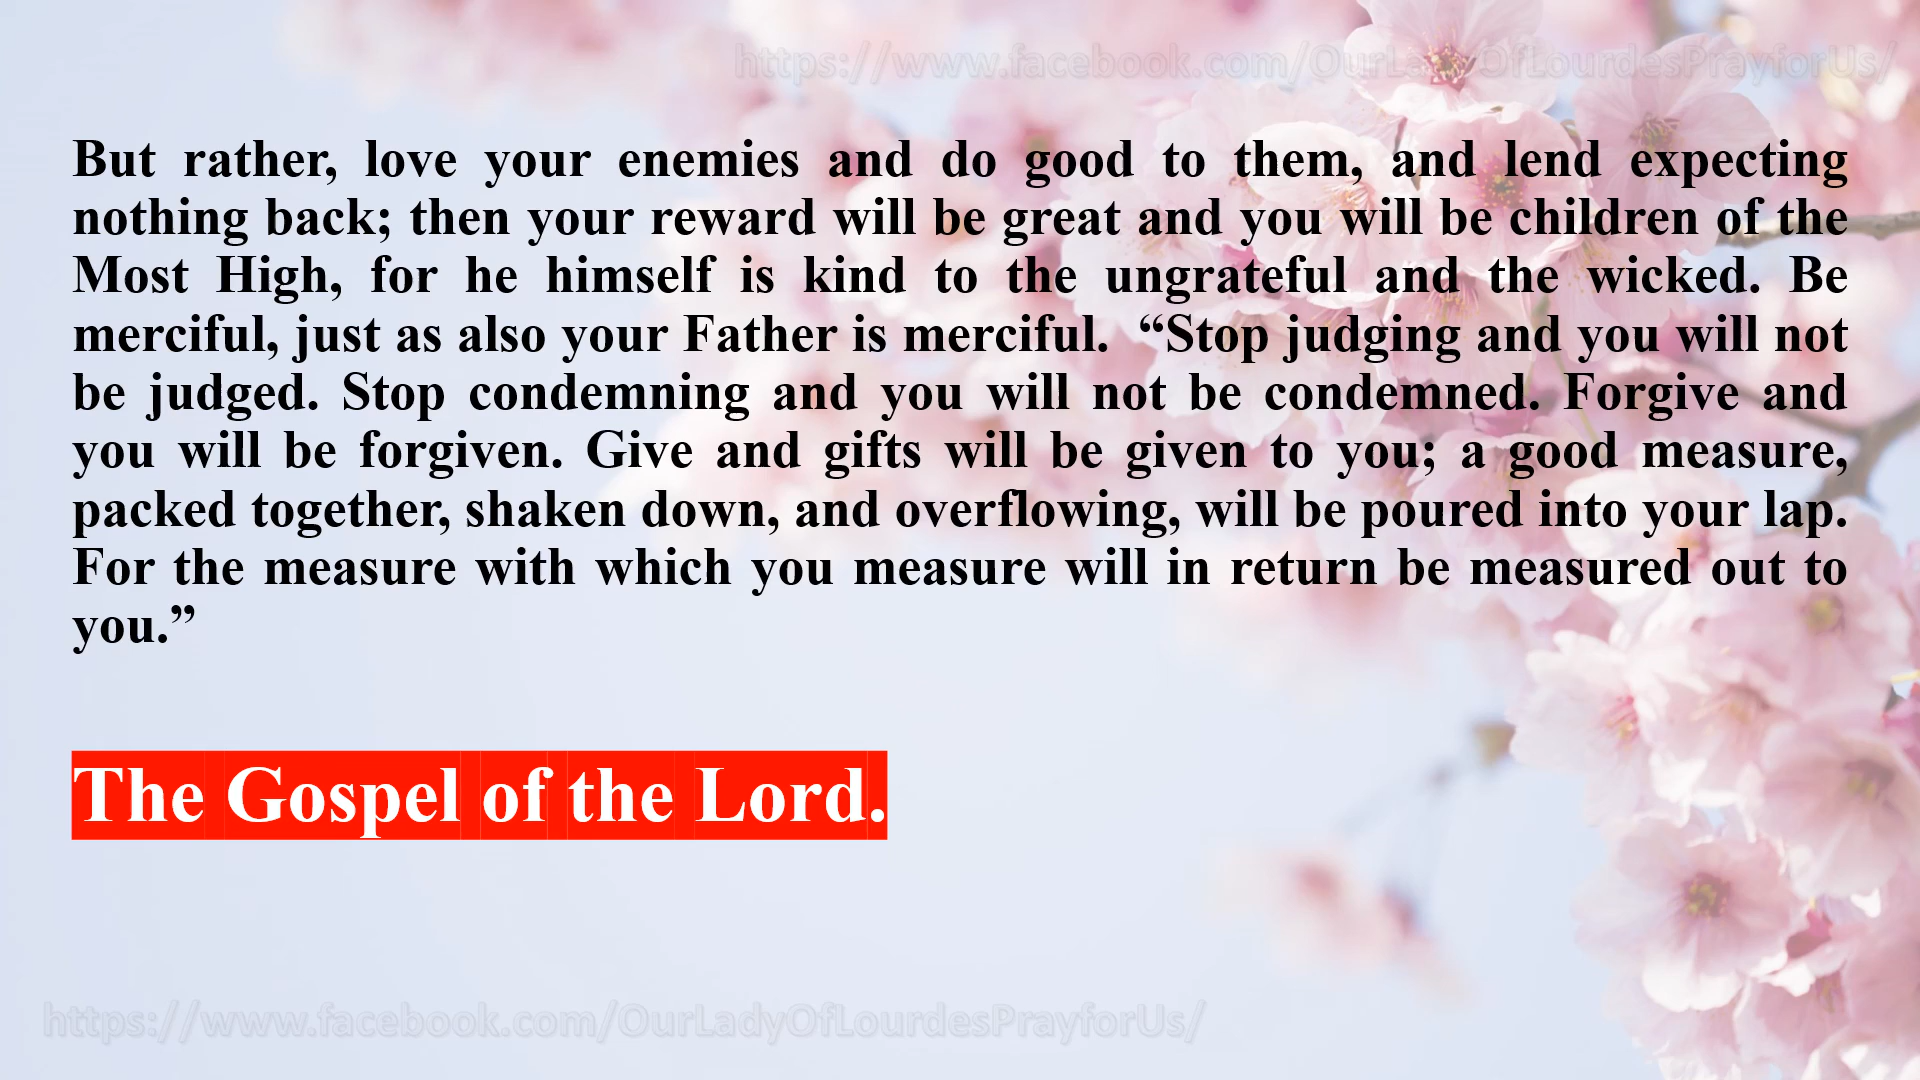 https://www.facebook.com/OurLadyOfLourdesPrayforUs/
But rather, love your enemies and do good to them, and lend expecting
nothing back; then your reward will be great and you will be children of the
Most High, for he himself is kind to the ungrateful and the wicked. Be
merciful, just as also your Father is merciful.  “Stop judging and you will not
be judged. Stop condemning and you will not be condemned. Forgive and
you will be forgiven. Give and gifts will be given to you; a good measure,
packed together, shaken down, and overflowing, will be poured into your lap.
For the measure with which you measure will in return be measured out to
you.”
The Gospel of the Lord.
https://www.facebook.com/OurLadyOfLourdesPrayforUs/